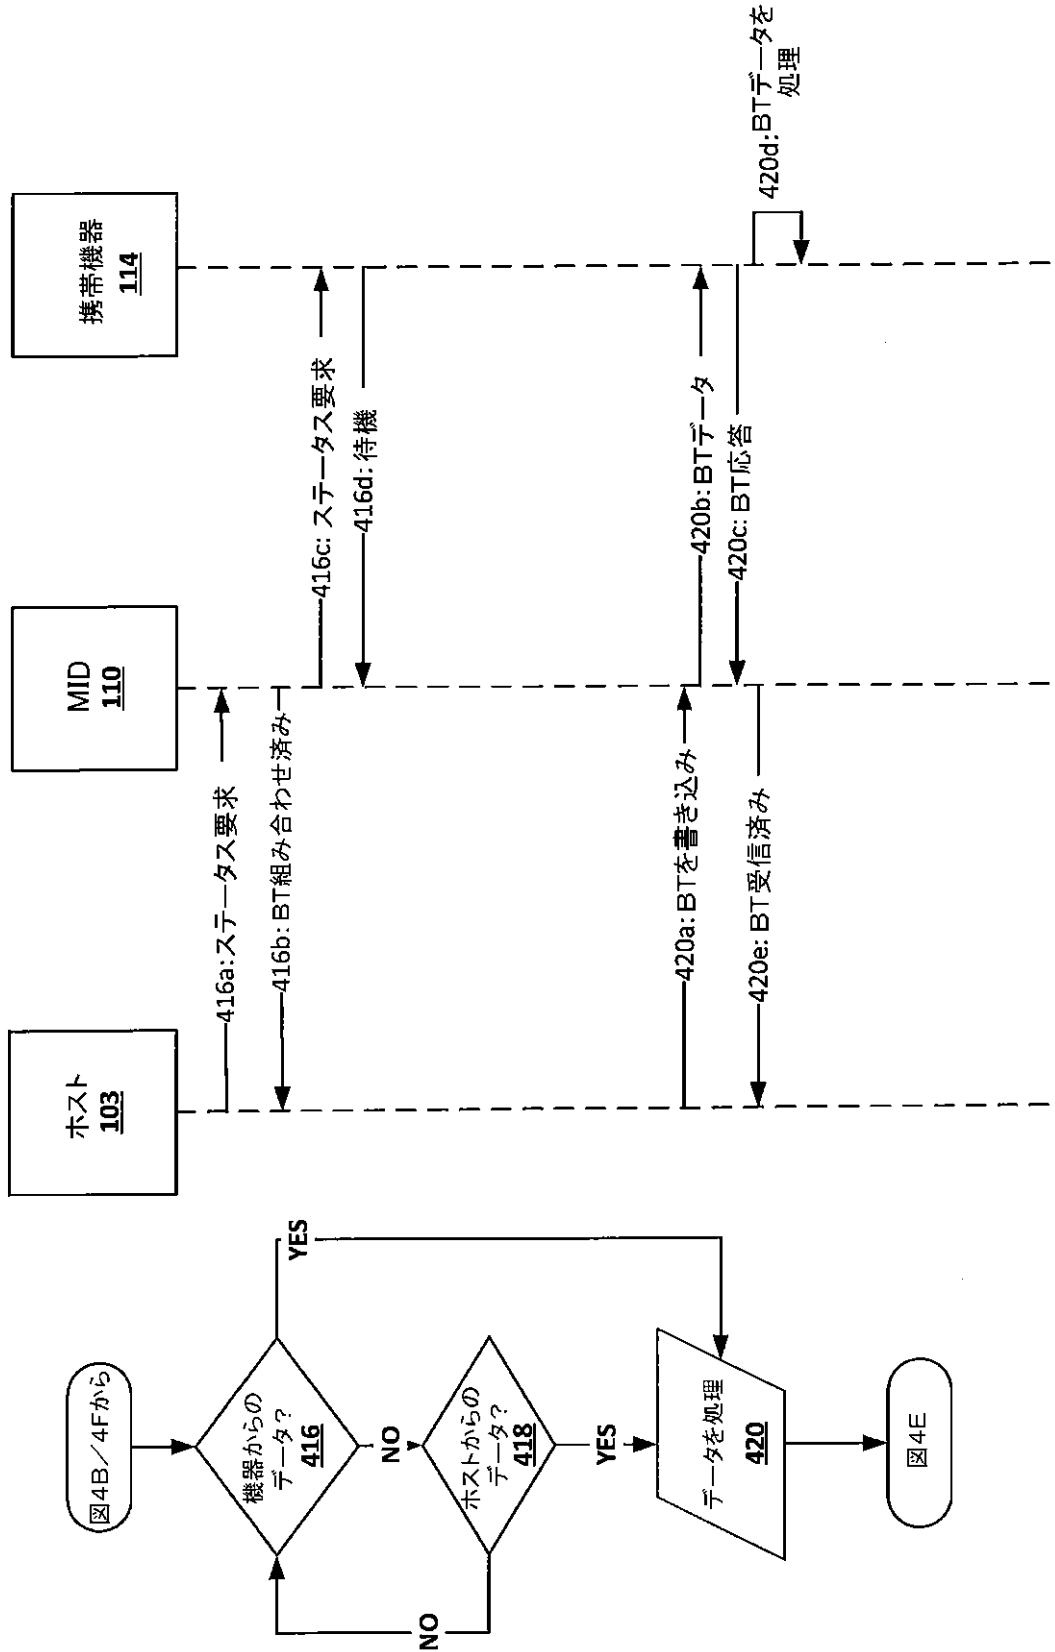 図4B/4Fから
機器からの
データ?
416
YES
NO
ホストからの
データ?
418
NO
YES
データを処理
420
図4E
ホスト
103
MID
110
携帯機器
114
416a:ステータス要求
416b:BT組み合わせ済み
416c: ステータス要求
416d:待機
420a:BTを書き込み
420b:BTデータ
420c:BT応答
420e:BT受信済み
420d:BTデータを
処理